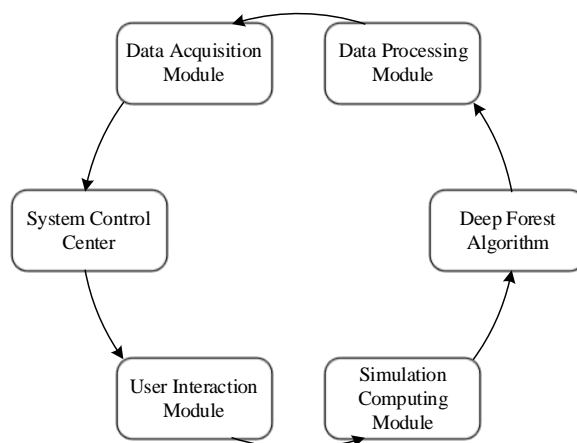 Data Acquisition
Module
Data Processing
Module
System Control
Center
Deep Forest
Algorithm
User Interaction
Module
Simulation
Computing
Module